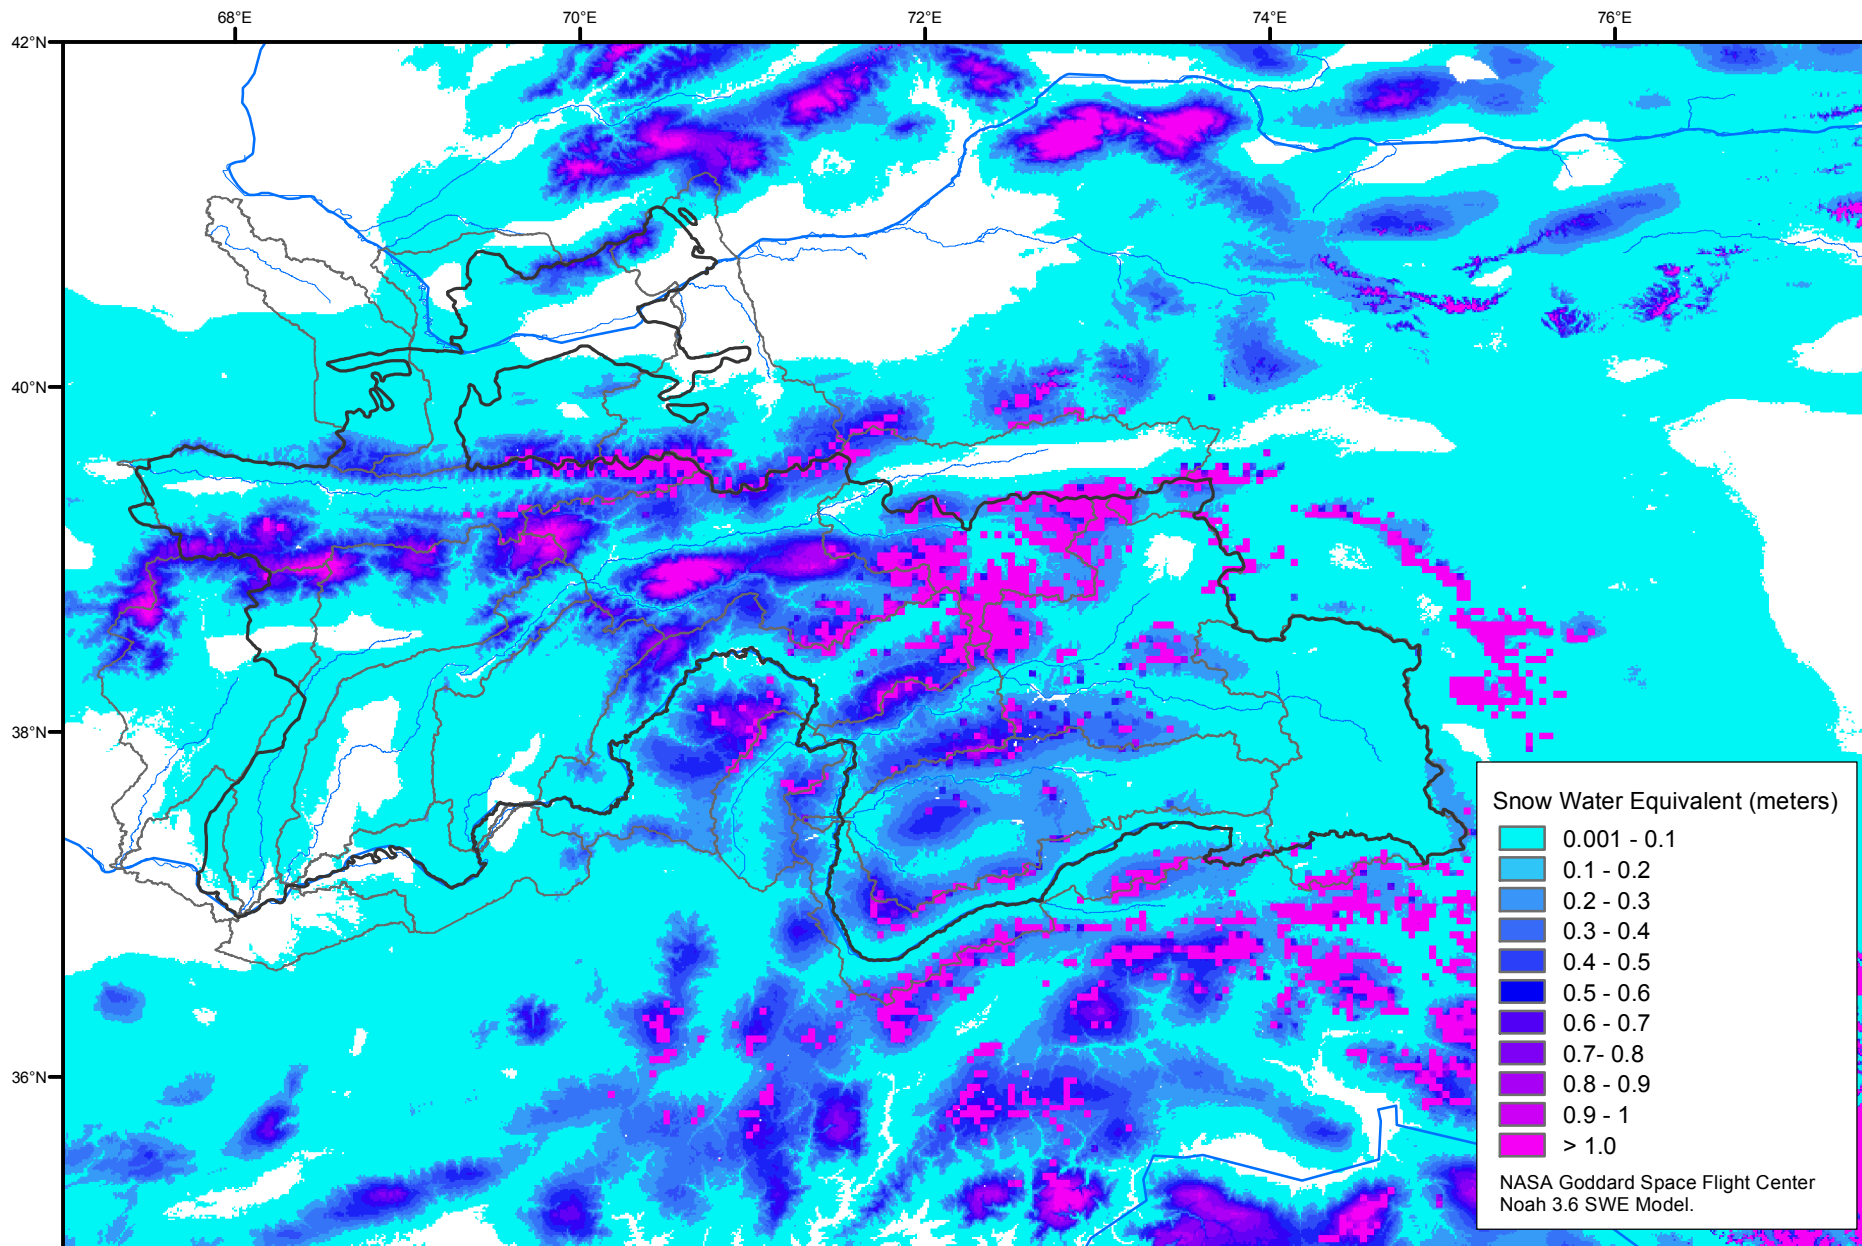 68°E
70°E
72°E
74°E
76°E
42°N
40°N
38°N
36°N
Snow Water Equivalent (meters)
0.001 - 0.1
0.1 - 0.2
0.2 - 0.3
0.3 - 0.4
0.4 - 0.5
0.5 - 0.6
0.6 - 0.7
0.7- 0.8
0.8 - 0.9
0.9 - 1
> 1.0
NASA Goddard Space Flight Center
Noah 3.6 SWE Model.